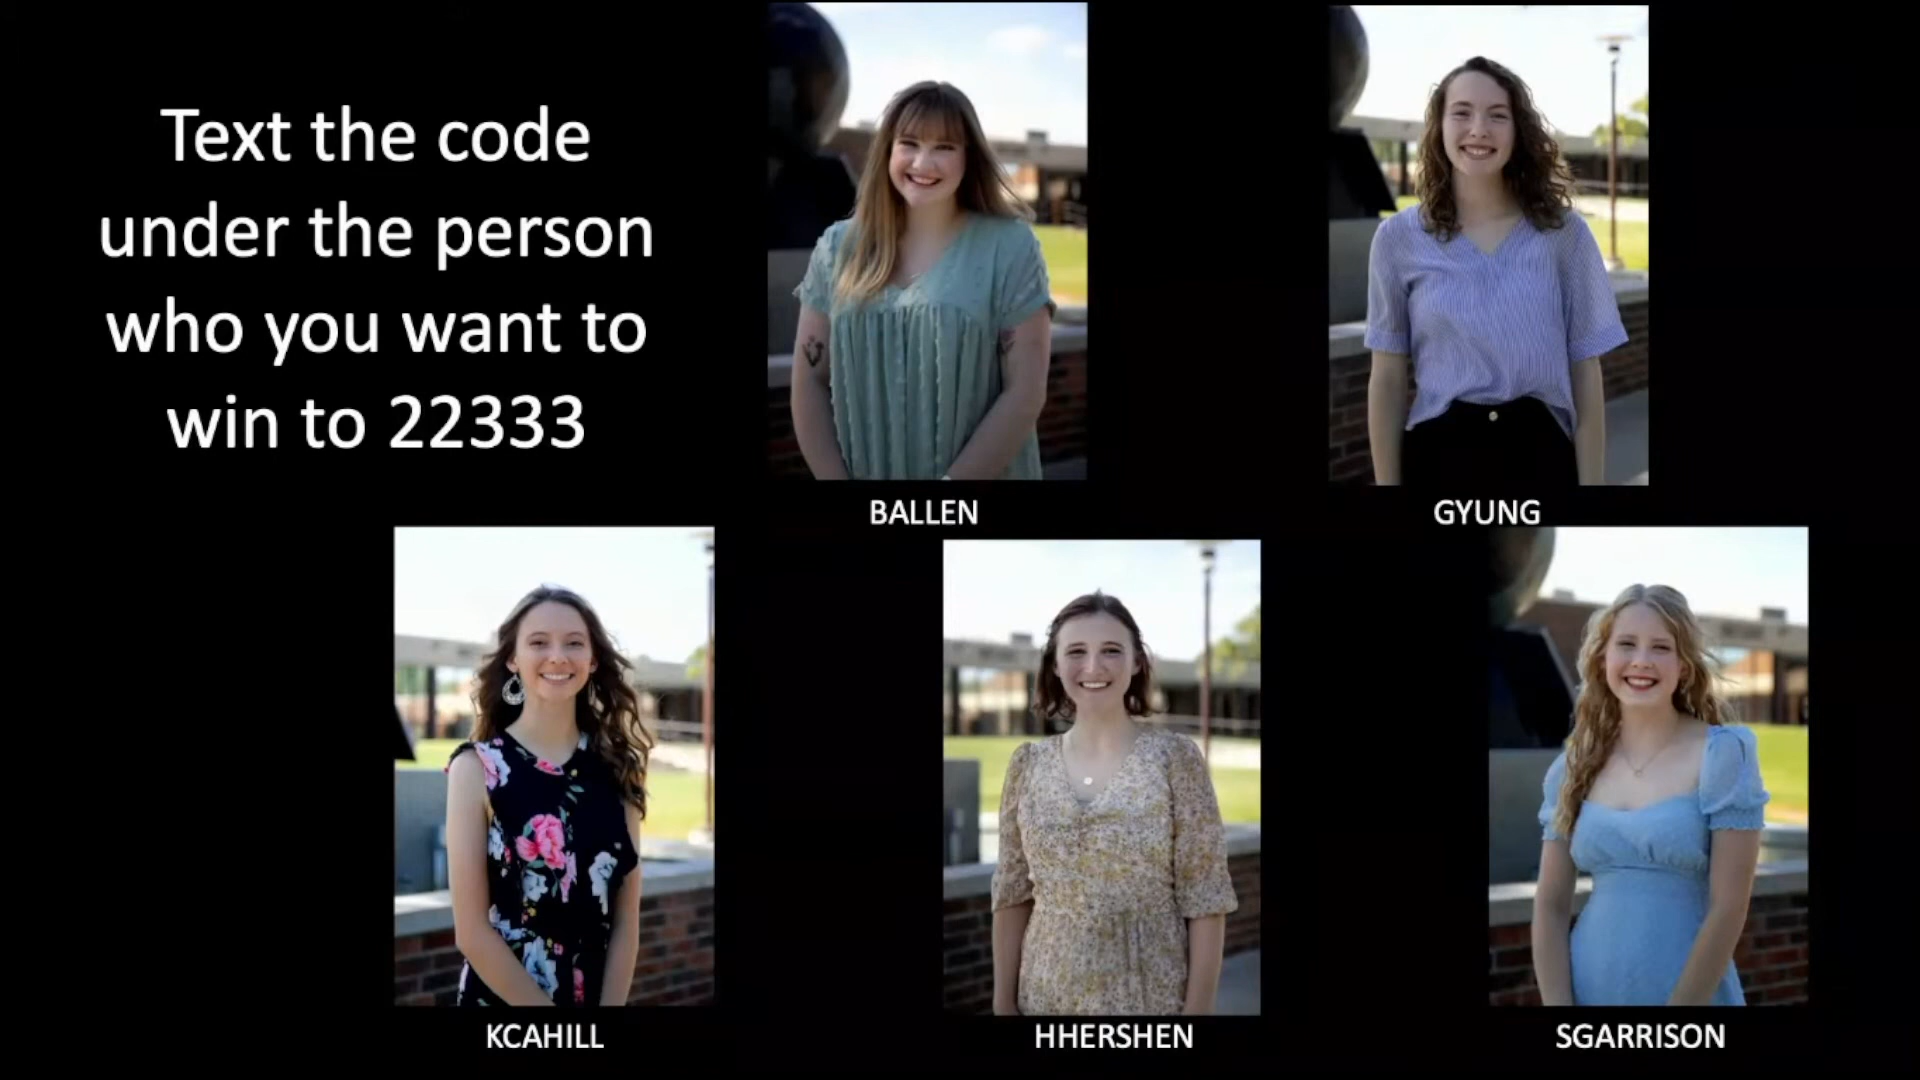 Text the code
under the person
who you want to
win to 22333
BALLEN
GYUNG
KCAHILL
HHERSHEN
SGARRISON